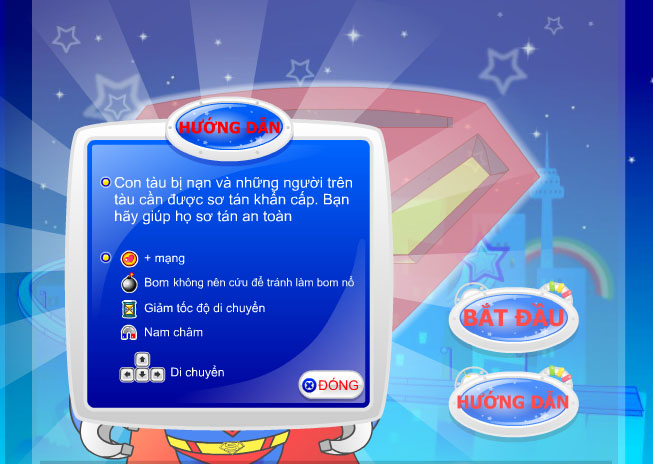 HƯỚNG DẪN
Con tàu bị nạn và những người trên
tàu cần được sơ tán khẩn cấp. Bạn
hãy giúp họ sơ tán an toàn
+ mạng
Bom không nên cứu để tránh làm bom nổ
Giảm tốc độ di chuyển
Nam châm
Di chuyển
ĐÓNG
BẮT ĐẦU
HƯỚNG DẪN